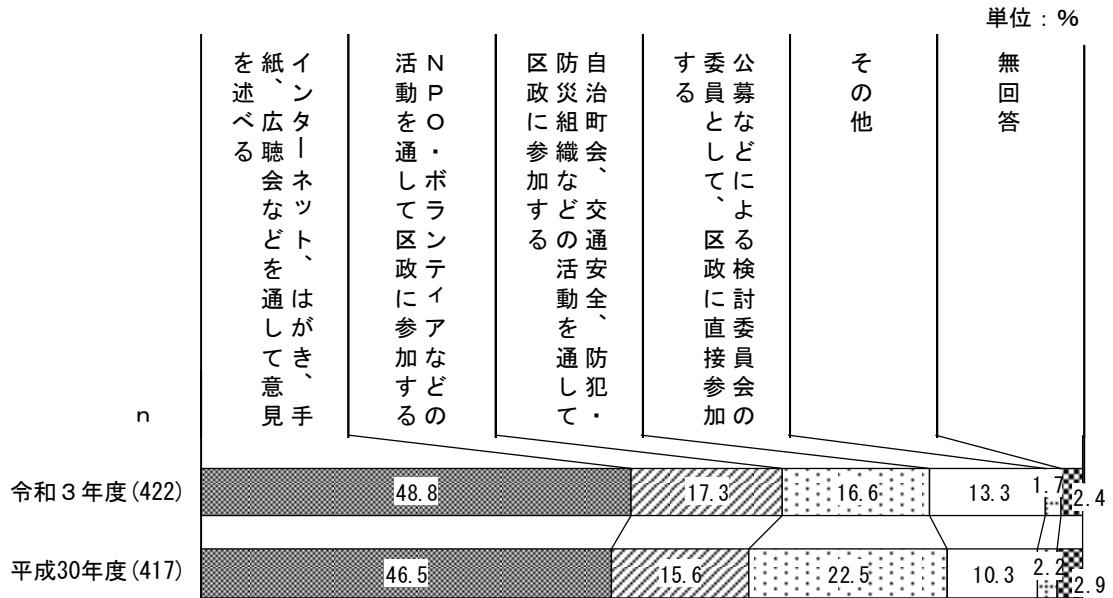 単位：%
インターネット、はがき、手
紙、広聴会などを通して意見
を述べる
ＮＰＯ・ボランティアなどの
活動を通して区政に参加する
自治町会、交通安全、防犯・
防災組織などの活動を通して
区政に参加する
公募などによる検討委員会の
委員として、区政に直接参加
する
その他
無回答
n
令和３年度(422)
48.8
17.3
16.6
13.3
1.7
2.4
平成30年度(417)
46.5
15.6
22.5
10.3
2.2
2.9